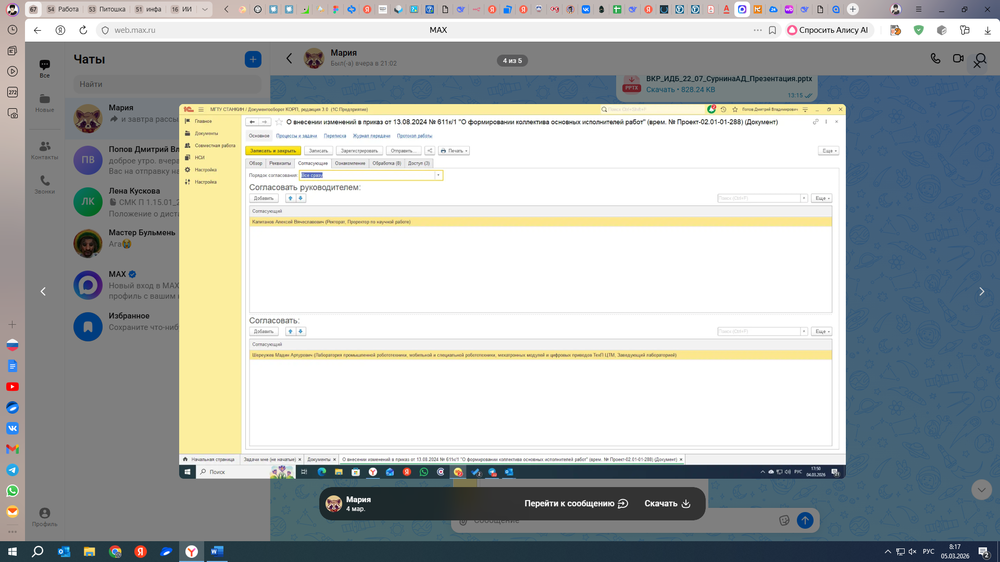 67
54 Работа
53 Питошка
51 инфа
16 ИИ
web.max.ru
MAX
Спросить Алису AI
272
Все
Новые
Контакты
Звонки
Профиль
Чаты
Найти
Мария
и завтра рассы
ПВ
Попов Дмитрий Вл
доброе утро. вчера
Вас на отправку на
ЛК
Лена Кускова
СМК П 1.15.01_2
Положение о диста
Мастер Бульмень
Ага
MAX
Новый вход в MAX
профиль с вашим н
Избранное
Сохраните что-нибу
Мария
Был(-а) вчера в 21:02
4 из 5
PPTX
ВКР_ИДБ_22_07_СурнинаАД_Презентация.pptx
Скачать • 828.24 KB
13:15
МГТУ СТАНКИН / Документооборот КОРП, редакция 3.0 (1С:Предприятие)
Поиск Ctrl+Shift+F
2
Попов Дмитрий Владимирович
Главное
Документы
Совместная работа
НСИ
Настройка
Настройка
О внесении изменений в приказ от 13.08.2024 № 611к/1 "О формировании коллектива основных исполнителей работ" (врем. № Проект-02.01-01-288) (Документ)
Основное
Процессы и задачи
Переписка
Журнал передачи
Протокол работы
Записать и закрыть
Записать
Зарегистрировать
Отправить...
Печать
Еще
Обзор
Реквизиты
Согласующие
Ознакомление
Обработка (8)
Доступ (3)
Порядок согласования:
Все сразу
Согласовать руководителем:
Добавить
Поиск (Ctrl+F)
×
Еще
Согласующий
Капитанов Алексей Вячеславович (Ректорат, Проректор по научной работе)
Согласовать:
Добавить
Поиск (Ctrl+F)
×
Еще
Согласующий
Шереужев Мадин Артурович (Лаборатория промышленной робототехники, мобильной и специальной робототехники, мехатронных модулей и цифровых приводов ТехП ЦТМ, Заведующий лабораторией)
Начальная страница
Задачи мне (не начатые) ×
Документы ×
О внесении изменений в приказ от 13.08.2024 № 611к/1 "О формировании коллектива основных исполнителей работ" (врем. № Проект-02.01-01-288) (Документ) ×
Поиск
РУС
17:50
04.03.2026
21
Мария
4 мар.
Перейти к сообщению
Скачать
Сообщение
РУС
8:17
05.03.2026
2